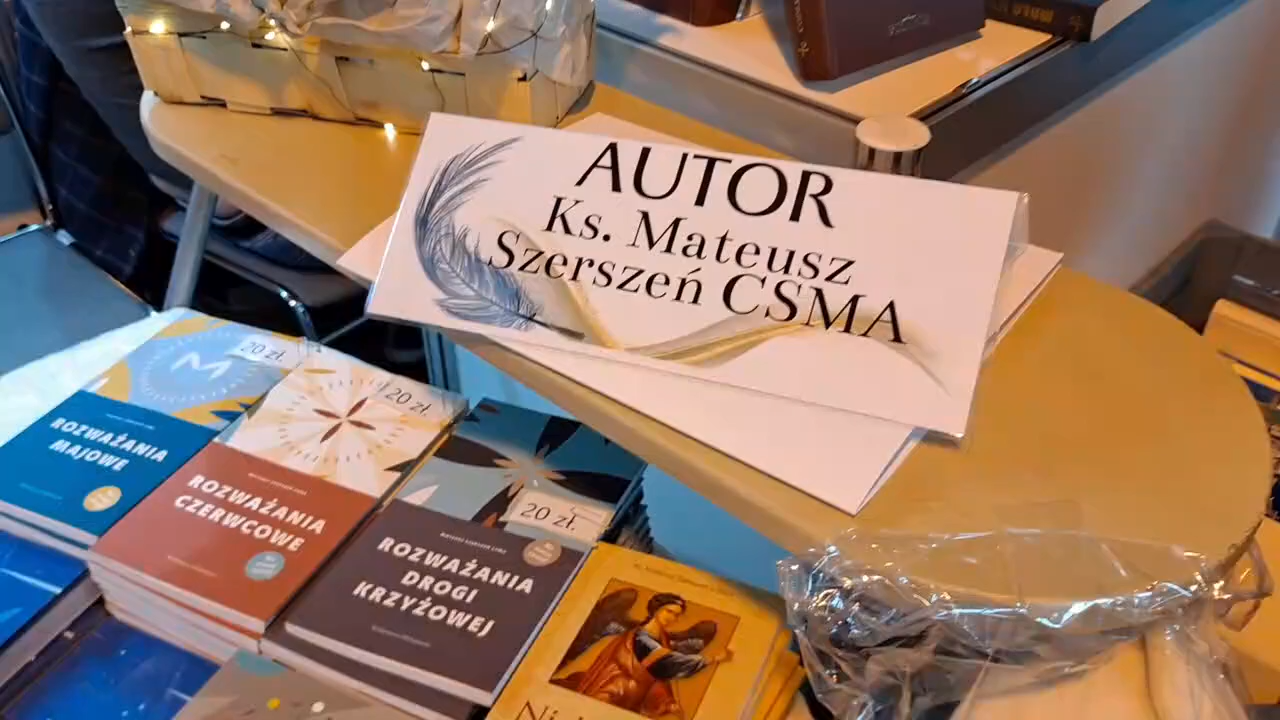 AUTOR
Ks. Mateusz
Szerszeń CSMA
20 zł.
ROZWAŻANIA
MAJOWE
20 zł.
ROZWAŻANIA
CZERWCOWE
20 zł.
ROZWAŻANIA
DROGI
KRZYŻOWEJ